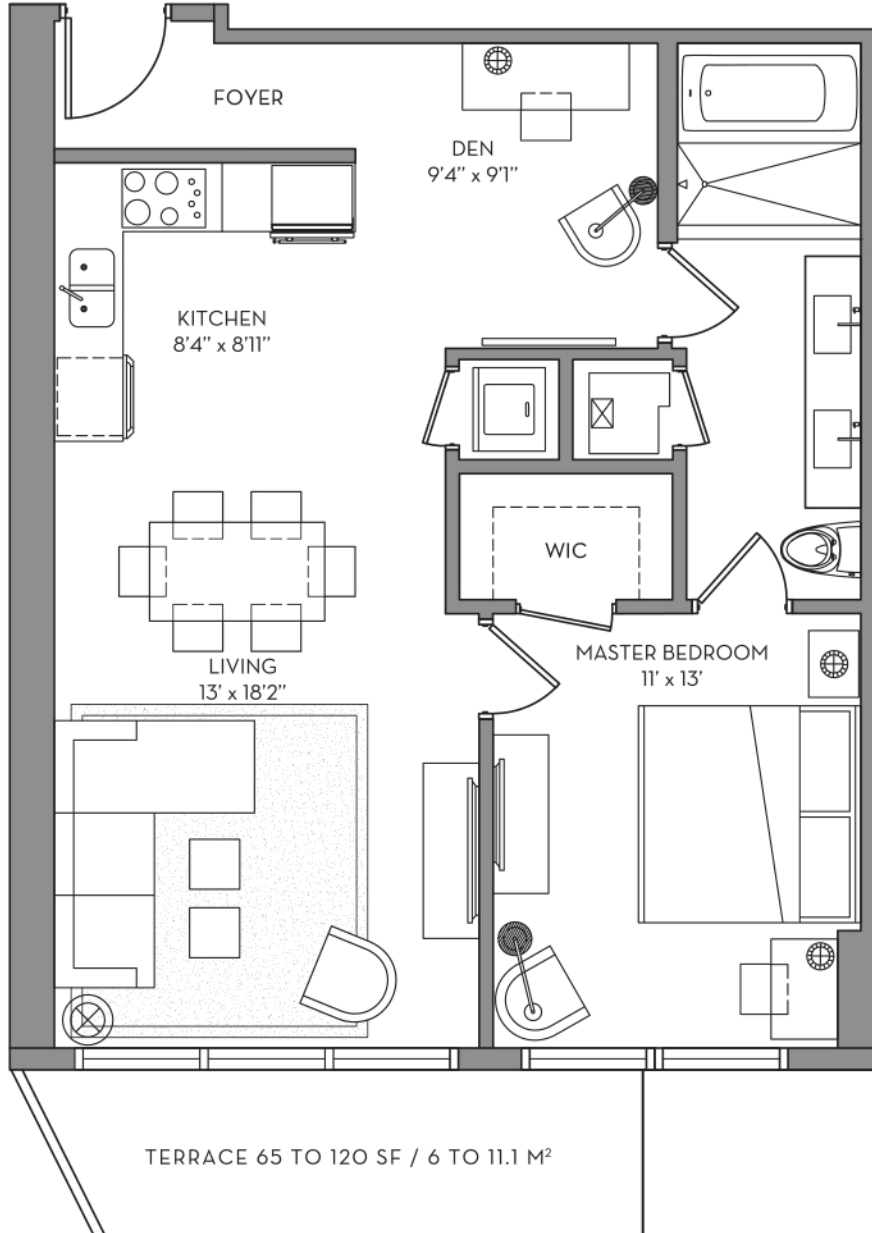 FOYER
DEN
9'4" x 9'1"
KITCHEN
8'4" x 8'11"
WIC
LIVING
13' x 18'2"
MASTER BEDROOM
11' x 13'
TERRACE 65 TO 120 SF / 6 TO 11.1 M²